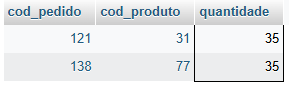 cod_pedido cod_produto quantidade
121 31 35
138 77 35